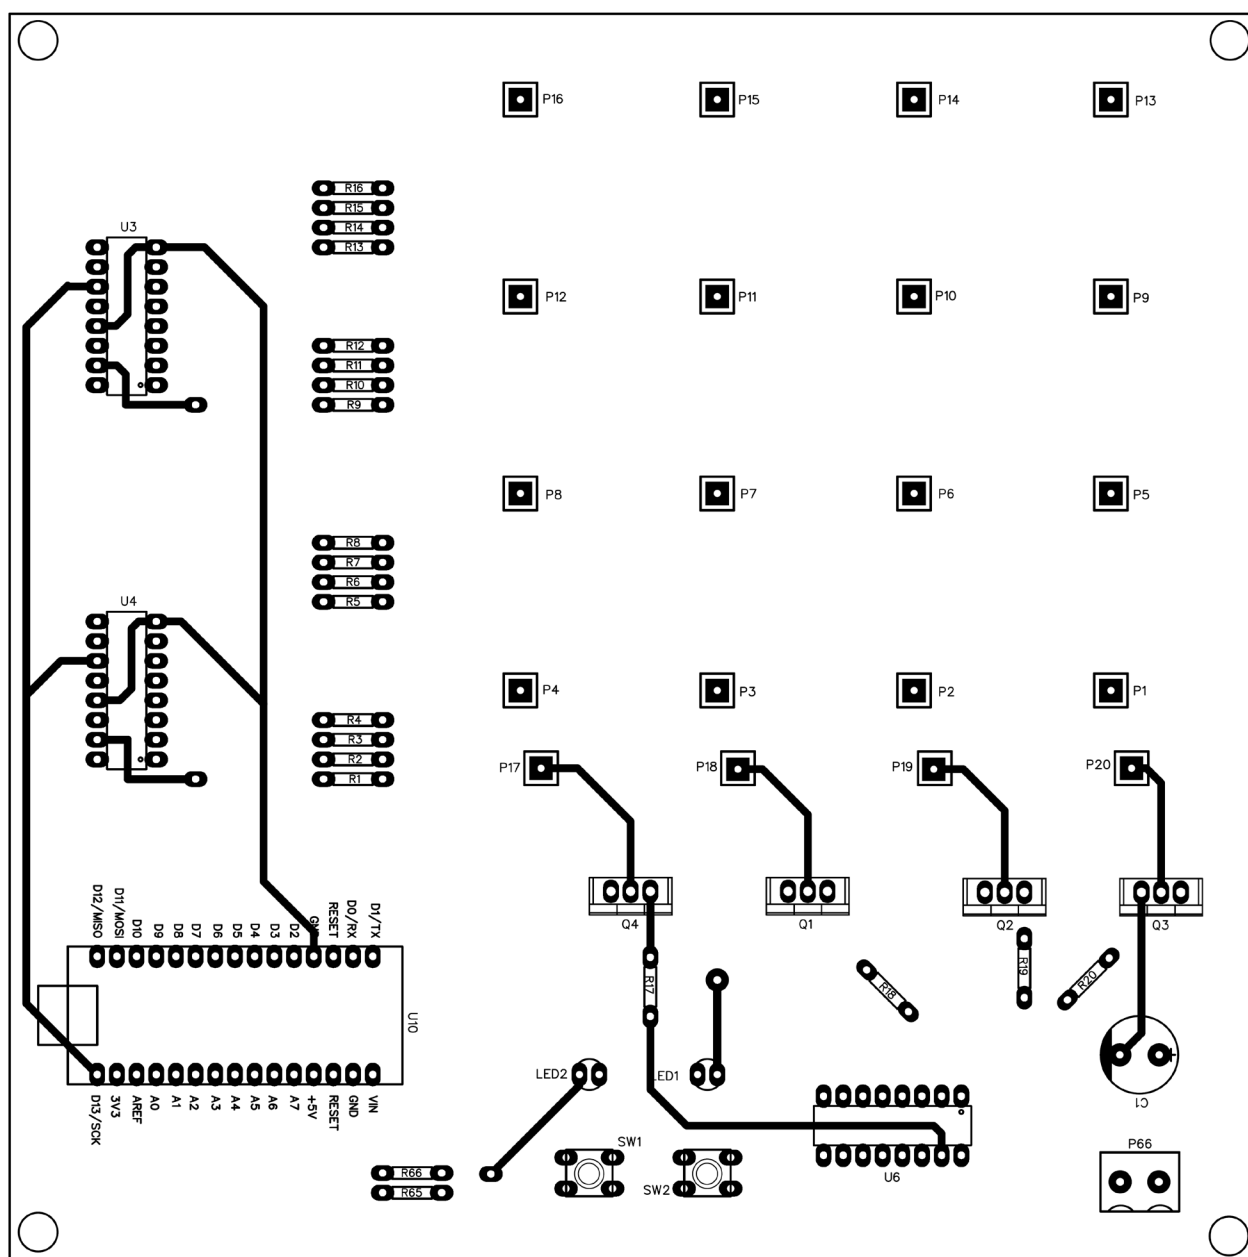 P16 P15 P14 P13
R16
R15
R14
R13
U3
P12 P11 P10 P9
R12
R11
R10
R9
P8 P7 P6 P5
R8
R7
R6
R5
U4
P4 P3 P2 P1
R4
R3
R2
R1
P17 P18 P19 P20
Q4 Q1 Q2 Q3
D12/MISO D11/MOSI D10 D9 D8 D7 D6 D5 D4 D3 D2 GND RESET D0/RX D1/TX
R17 R18 R19 R20
U10
LED2 LED1
D13/SCK 3V3 AREF A0 A1 A2 A3 A4 A5 A6 A7 +5V RESET GND VIN
+
C1
SW1
P66
R66
R65
SW2
U6